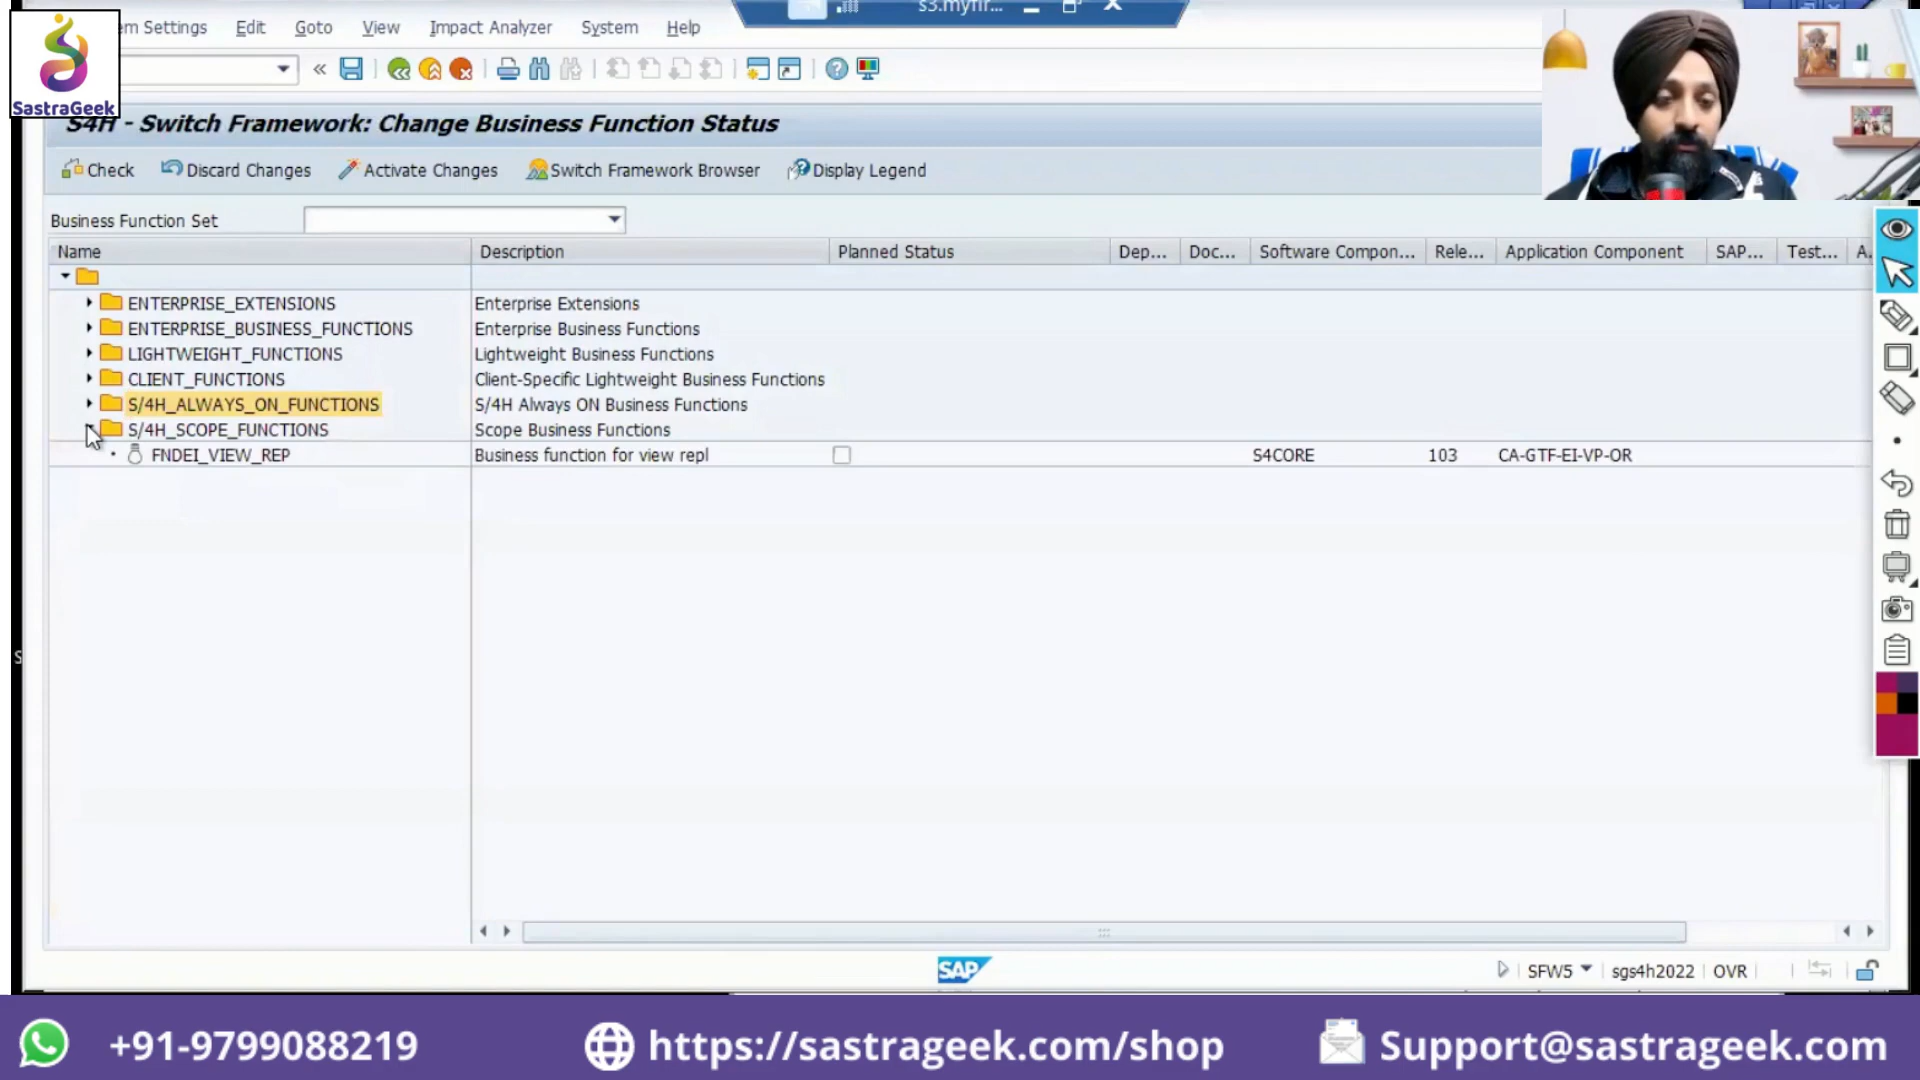 em Settings Edit Goto View Impact Analyzer System Help
SastraGeek
S4H - Switch Framework: Change Business Function Status
Check Discard Changes Activate Changes Switch Framework Browser Display Legend
Business Function Set
Name Description Planned Status Dep... Doc... Software Compon... Rele... Application Component SAP... Test... A.
ENTERPRISE_EXTENSIONS Enterprise Extensions
ENTERPRISE_BUSINESS_FUNCTIONS Enterprise Business Functions
LIGHTWEIGHT_FUNCTIONS Lightweight Business Functions
CLIENT_FUNCTIONS Client-Specific Lightweight Business Functions
S/4H_ALWAYS_ON_FUNCTIONS S/4H Always ON Business Functions
S/4H_SCOPE_FUNCTIONS Scope Business Functions
FNDEI_VIEW_REP Business function for view repl S4CORE 103 CA-GTF-EI-VP-OR
SAP SFW5 sgs4h2022 OVR
+91-9799088219 https://sastrageek.com/shop Support@sastrageek.com